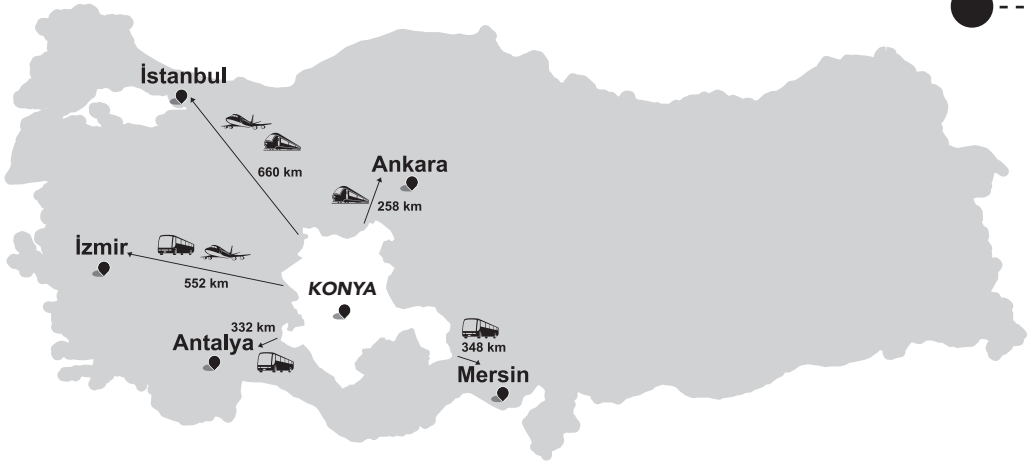 İstanbul
660 km
Ankara
258 km
İzmir
552 km
KONYA
332 km
Antalya
348 km
Mersin